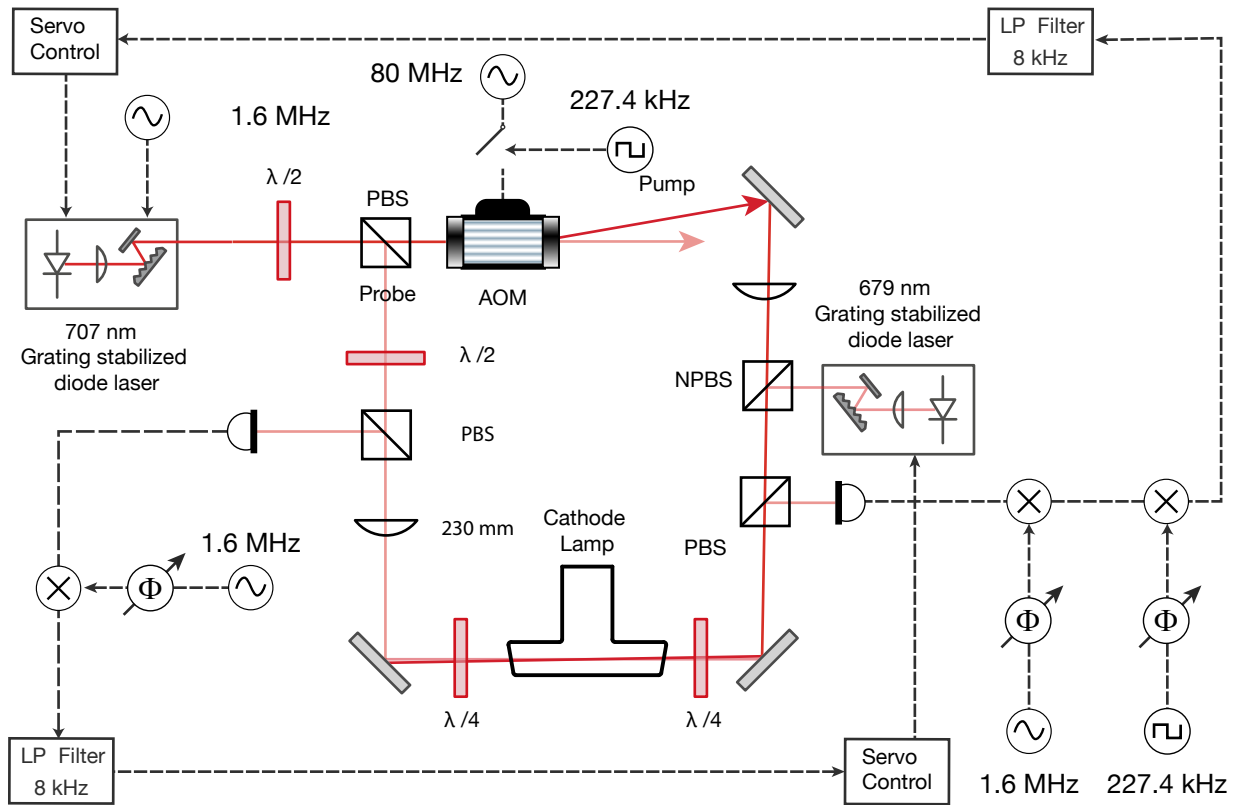 Servo
Control
LP Filter
8 kHz
80 MHz
227.4 kHz
1.6 MHz
λ /2
PBS
Pump
Probe
AOM
707 nm
Grating stabilized
diode laser
679 nm
Grating stabilized
diode laser
λ /2
NPBS
PBS
230 mm
Cathode
Lamp
PBS
1.6 MHz
Φ
Φ
Φ
λ /4
λ /4
LP Filter
8 kHz
Servo
Control
1.6 MHz
227.4 kHz